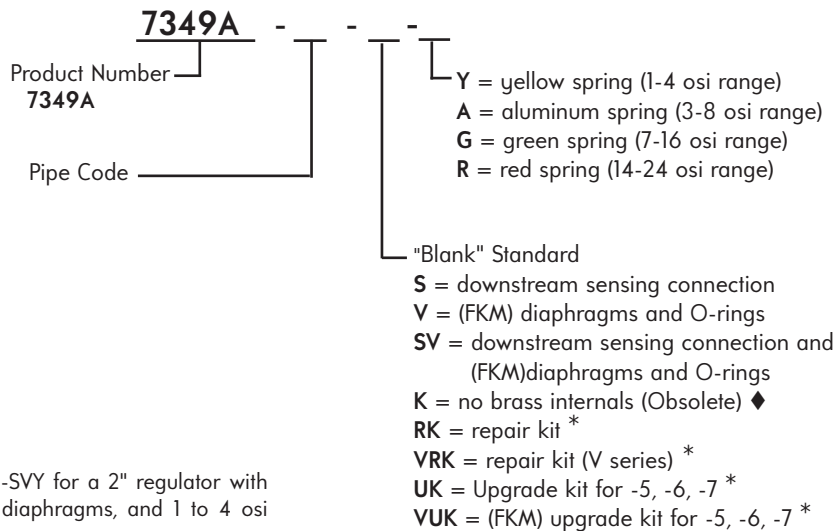 7349A - - -
Product Number
7349A
Pipe Code
Y = yellow spring (1-4 osi range)
A = aluminum spring (3-8 osi range)
G = green spring (7-16 osi range)
R = red spring (14-24 osi range)
"Blank" Standard
S = downstream sensing connection
V = (FKM) diaphragms and O-rings
SV = downstream sensing connection and
(FKM)diaphragms and O-rings
K = no brass internals (Obsolete) ♦
RK = repair kit *
VRK = repair kit (V series) *
UK = Upgrade kit for -5, -6, -7 *
VUK = (FKM) upgrade kit for -5, -6, -7 *
-SVY for a 2" regulator with
diaphragms, and 1 to 4 osi